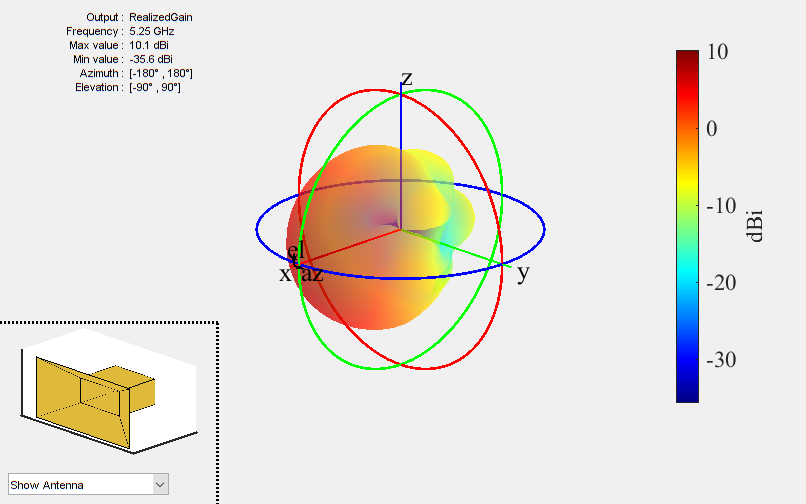 Output : RealizedGain
Frequency : 5.25 GHz
Max value : 10.1 dBi
Min value : -35.6 dBi
Azimuth : [-180° , 180°]
Elevation : [-90° , 90°]
z
el
x
az
y
10
0
-10
-20
-30
dBi
Show Antenna